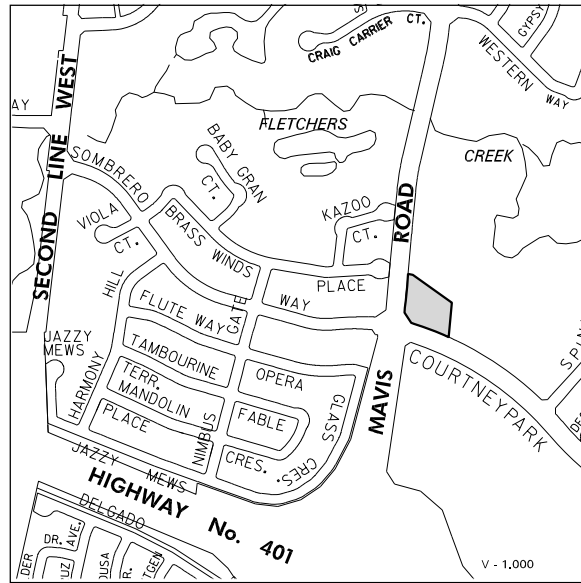 GYPSY
CRAIG CARRIER CT.
WESTERN WAY
AY
SECOND LINE WEST
FLETCHERS
CREEK
SOMBRERO
BABY GRAN
CT.
VIOLA
CT.
BRASS WINDS
KAZOO
CT.
PLACE
MAVIS ROAD
HARMONY HILL
FLUTE WAY
GATE
WAY
JAZZY
MEWS
TAMBOURINE
TERR.
OPERA
MANDOLIN
PLACE
NIMBUS
FABLE
CRES.
GLASS CRES.
COURTNEYPARK
SPIN
JAZZY MEWS
HIGHWAY No. 401
DELGADO
DR.
AVE.
V - 1.000